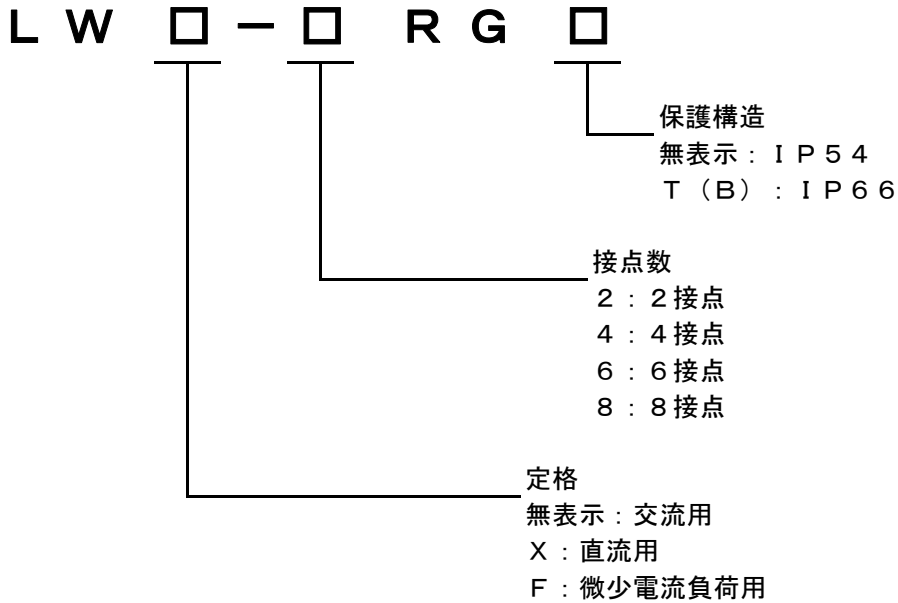 ＬＷ□－□ ＲＧ □
保護構造
無表示：ＩＰ５４
Ｔ（Ｂ）：ＩＰ６６
接点数
２：２接点
４：４接点
６：６接点
８：８接点
定格
無表示：交流用
Ｘ：直流用
Ｆ：微少電流負荷用